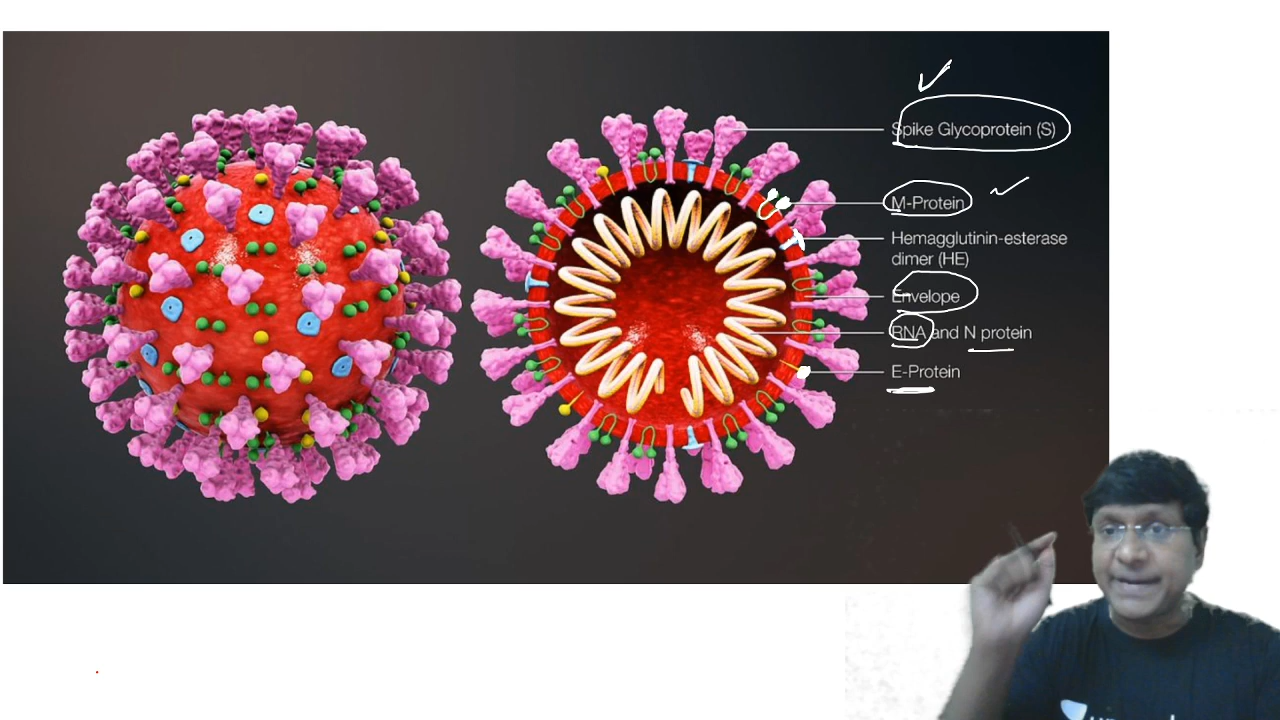 Spike Glycoprotein (S)
M-Protein
Hemagglutinin-esterase
dimer (HE)
Envelope
RNA and N protein
E-Protein